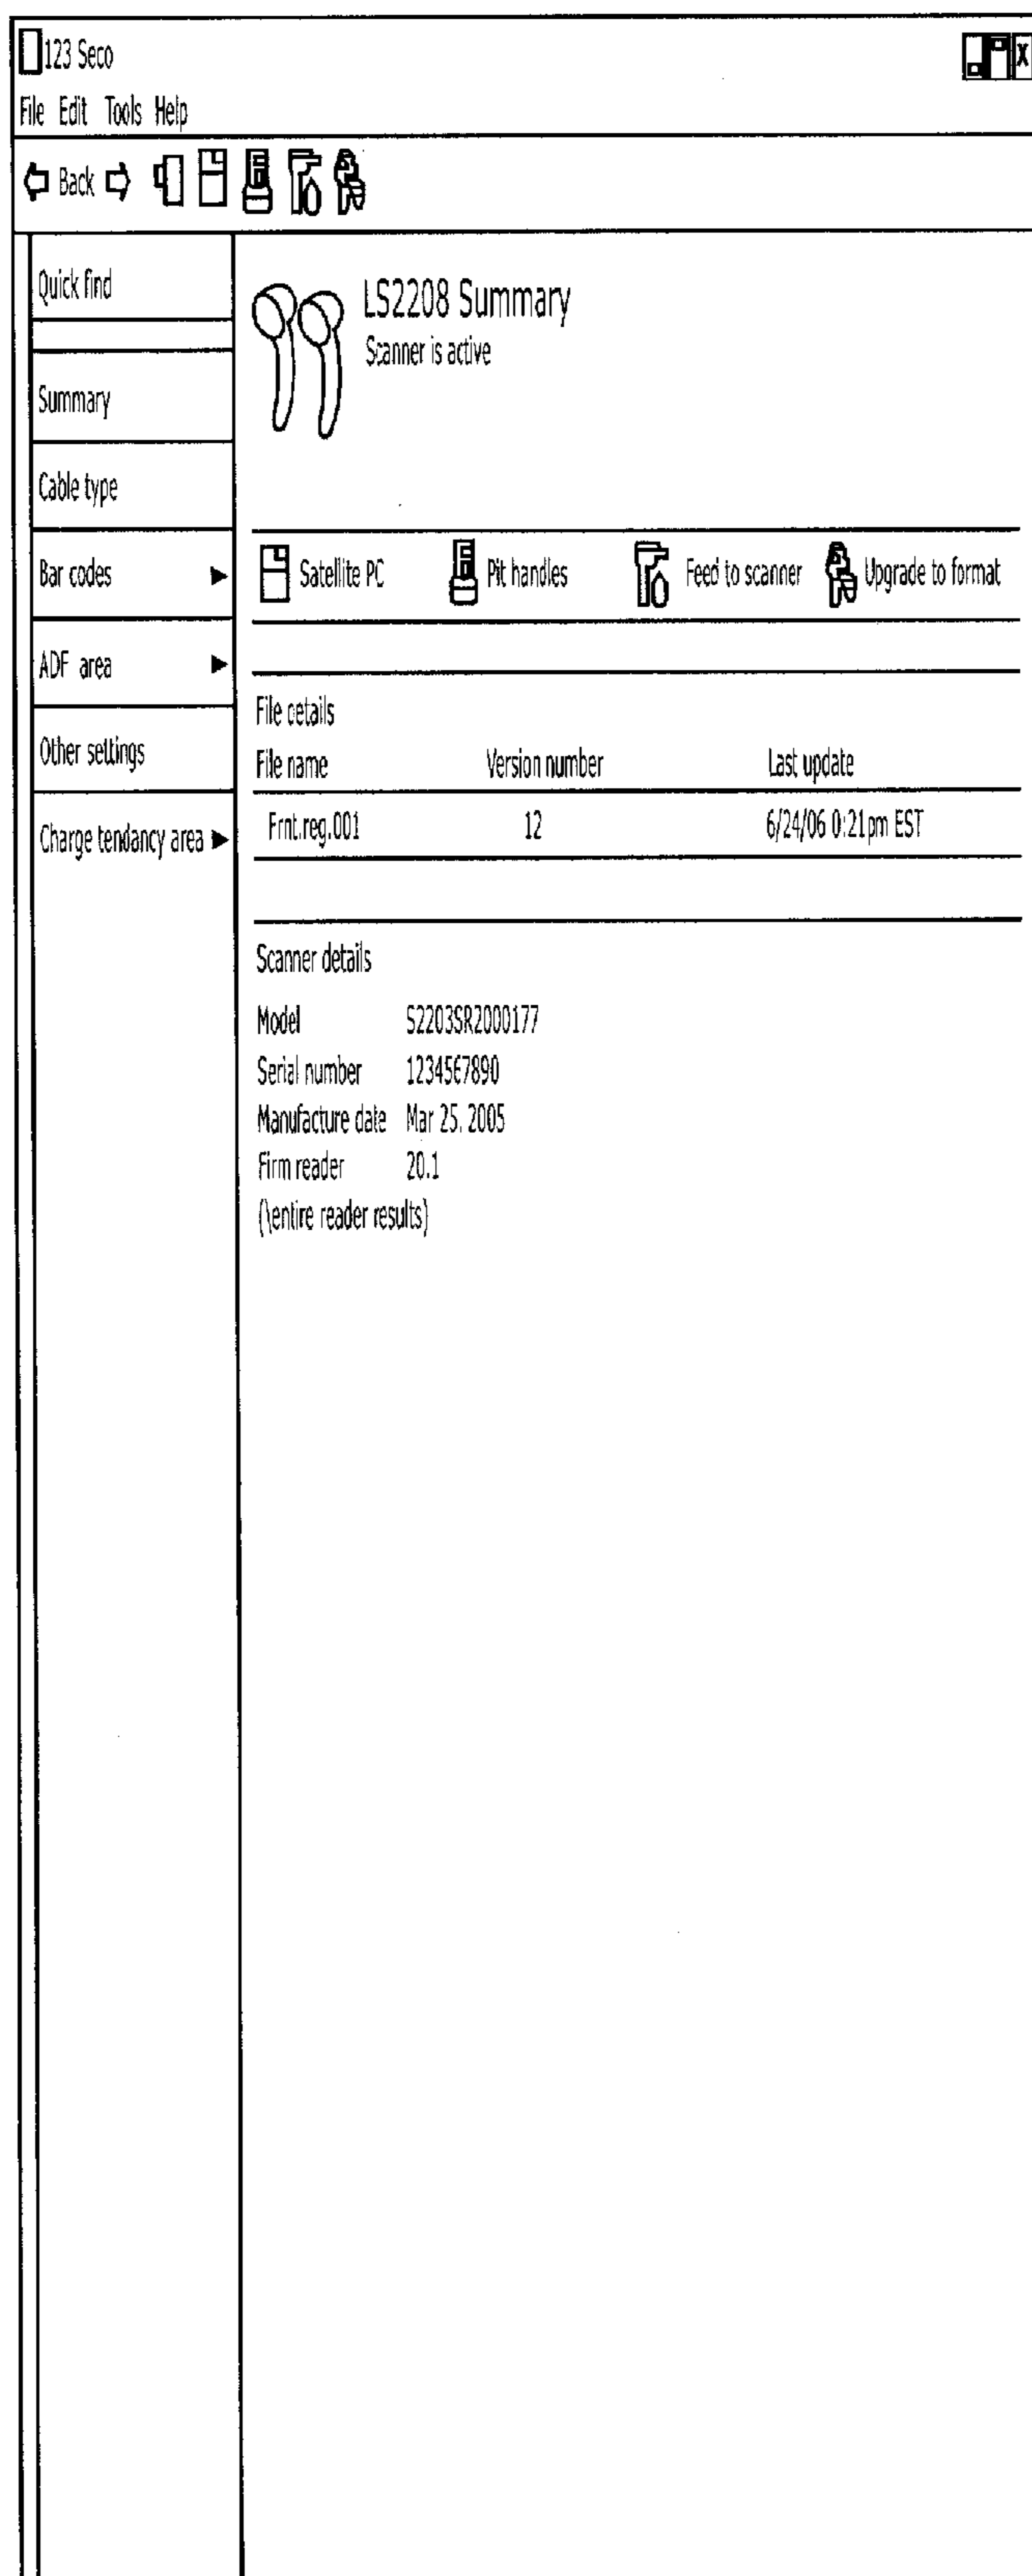 123 Seco
X
File Edit Tools Help
Back
Quick find
Summary
Cable type
Bar codes
ADF area
Other settings
Charge tendancy area
LS2208 Summary
Scanner is active
Satellite PC
Pit handles
Feed to scanner
Upgrade to format
File cetails
File name Version number Last update
Frnt.reg.001 12 6/24/06 0:21pm EST
Scanner details
Model S2203SR2000177
Serial number 1234567890
Manufacture date Mar 25. 2005
Firm reader 20.1
(\entire reader results)